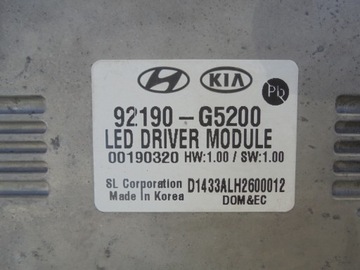 KIA
Pb
92190-G5200
LED DRIVER MODULE
00190320 HW:1.00 / SW:1.00
SL Corporation D1433ALH2600012
Made in Korea DOM&EC